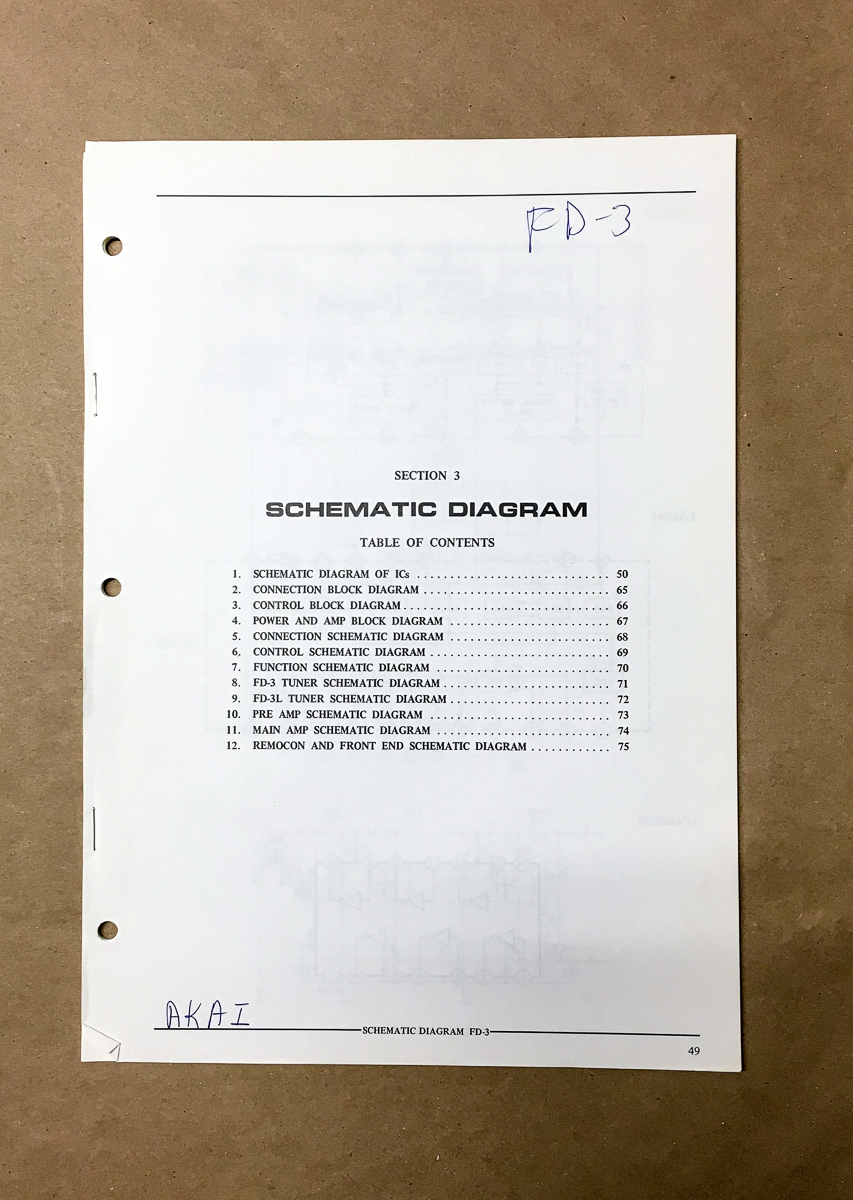 FD-3
SECTION 3
SCHEMATIC DIAGRAM
TABLE OF CONTENTS
1. SCHEMATIC DIAGRAM OF ICs ............................. 50
2. CONNECTION BLOCK DIAGRAM ............................ 65
3. CONTROL BLOCK DIAGRAM ............................... 66
4. POWER AND AMP BLOCK DIAGRAM ........................ 67
5. CONNECTION SCHEMATIC DIAGRAM ........................ 68
6. CONTROL SCHEMATIC DIAGRAM ........................... 69
7. FUNCTION SCHEMATIC DIAGRAM .......................... 70
8. FD-3 TUNER SCHEMATIC DIAGRAM ......................... 71
9. FD-3L TUNER SCHEMATIC DIAGRAM ........................ 72
10. PRE AMP SCHEMATIC DIAGRAM ........................... 73
11. MAIN AMP SCHEMATIC DIAGRAM .......................... 74
12. REMOCON AND FRONT END SCHEMATIC DIAGRAM ............ 75
AKAI
SCHEMATIC DIAGRAM FD-3
49